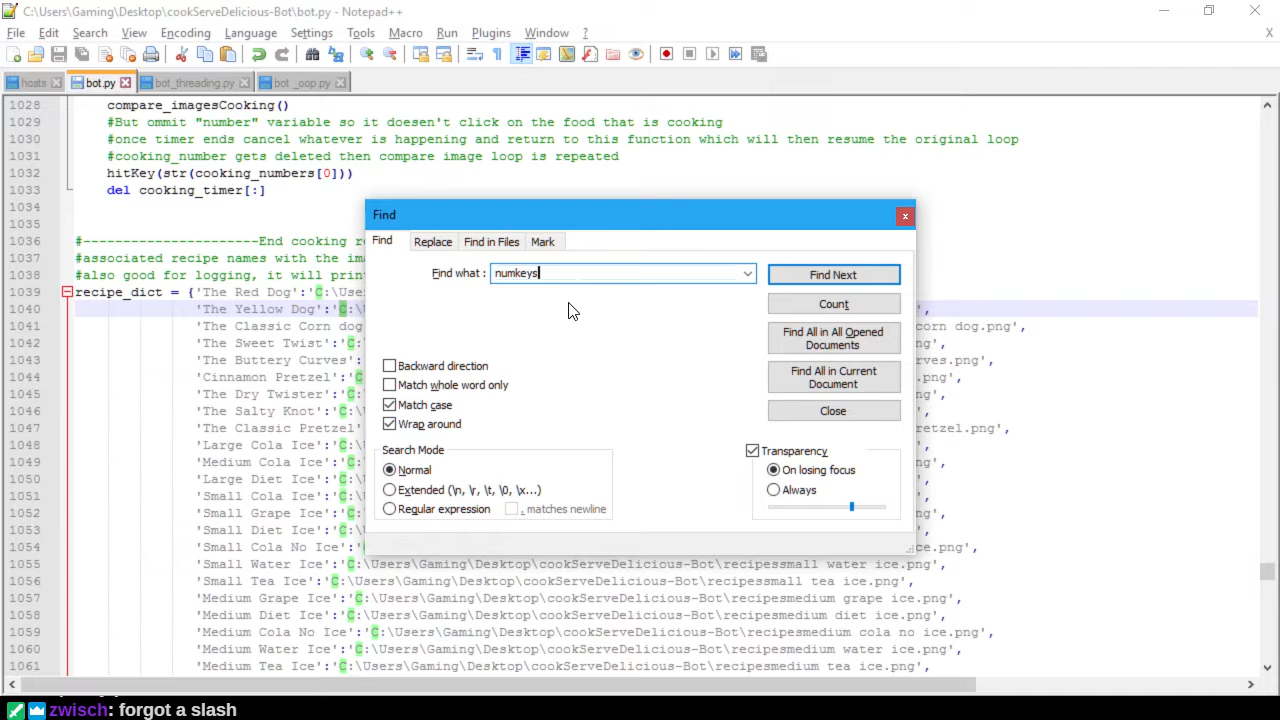 C:\Users\Gaming\Desktop\cookServeDelicious-Bot\bot.py - Notepad++
File Edit Search View Encoding Language Settings Tools Macro Run Plugins Window ? X
hosts bot.py bot_threading.py bot _oop.py
1028 compare_imagesCooking()
1029 #But ommit "number" variable so it doesen't click on the food that is cooking
1030 #once timer ends cancel whatever is happening and return to this function which will then resume the original loop
1031 #cooking_number gets deleted then compare image loop is repeated
1032 hitKey(str(cooking_numbers[0]))
1033 del cooking_timer[:]
1034
1035
1036 #----------------------End cooking re
1037 #associated recipe names with the ima
1038 #also good for logging, it will prin
1039 recipe_dict = {'The Red Dog':'C:\Use
1040 'The Yellow Dog':'C:\ ',
1041 'The Classic Corn dog corn dog.png',
1042 'The Sweet Twist':'C: ng',
1043 'The Buttery Curves': rves.png',
1044 'Cinnamon Pretzel':'C .png',
1045 'The Dry Twister':'C: ng',
1046 'The Salty Knot':'C:\ g',
1047 'The Classic Pretzel' retzel.png',
1048 'Large Cola Ice':'C:\ ',
1049 'Medium Cola Ice':'C: ',
1050 'Large Diet Ice':'C:\ ',
1051 'Small Cola Ice':'C:\ ',
1052 'Small Grape Ice':'C: g',
1053 'Small Diet Ice':'C:\ ',
1054 'Small Cola No Ice':' ce.png',
1055 'Small Water Ice':'C:\Users\Gaming\Desktop\cookServeDelicious-Bot\recipessmall water ice.png',
1056 'Small Tea Ice':'C:\Users\Gaming\Desktop\cookServeDelicious-Bot\recipessmall tea ice.png',
1057 'Medium Grape Ice':'C:\Users\Gaming\Desktop\cookServeDelicious-Bot\recipesmedium grape ice.png',
1058 'Medium Diet Ice':'C:\Users\Gaming\Desktop\cookServeDelicious-Bot\recipesmedium diet ice.png',
1059 'Medium Cola No Ice':'C:\Users\Gaming\Desktop\cookServeDelicious-Bot\recipesmedium cola no ice.png',
1060 'Medium Water Ice':'C:\Users\Gaming\Desktop\cookServeDelicious-Bot\recipesmedium water ice.png',
1061 'Medium Tea Ice':'C:\Users\Gaming\Desktop\cookServeDelicious-Bot\recipesmedium tea ice.png',
Find x
Find Replace Find in Files Mark
Find what : numkeys
Find Next
Count
Find All in All Opened Documents
Find All in Current Document
Close
Backward direction
Match whole word only
Match case
Wrap around
Search Mode
Normal
Extended (\n, \r, \t, \0, \x...)
Regular expression . matches newline
Transparency
On losing focus
Always
zwisch: forgot a slash